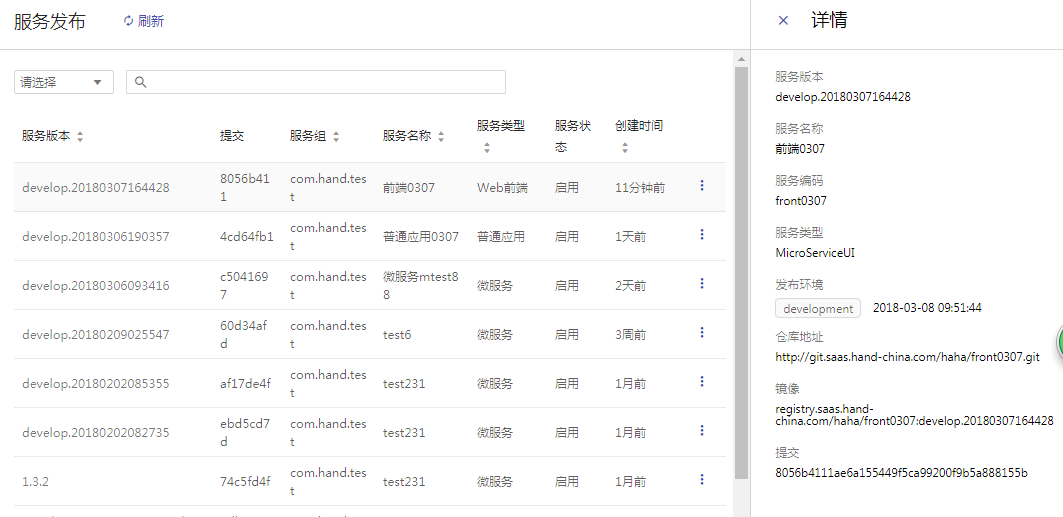 服务发布 刷新
请选择
服务版本 提交 服务组 服务名称 服务类型 服务状态 创建时间
develop.20180307164428 8056b411 com.hand.test 前端0307 Web前端 启用 11分钟前
develop.20180306190357 4cd64fb1 com.hand.test 普通应用0307 普通应用 启用 1天前
develop.20180306093416 c5041697 com.hand.test 微服务mtest88 微服务 启用 2天前
develop.20180209025547 60d34afd com.hand.test test6 微服务 启用 3周前
develop.20180202085355 af17de4f com.hand.test test231 微服务 启用 1月前
develop.20180202082735 ebd5cd7d com.hand.test test231 微服务 启用 1月前
1.3.2 74c5fd4f com.hand.test test231 微服务 启用 1月前
详情
服务版本
develop.20180307164428
服务名称
前端0307
服务编码
front0307
服务类型
MicroServiceUI
发布环境
development 2018-03-08 09:51:44
仓库地址
http://git.saas.hand-china.com/haha/front0307.git
镜像
registry.saas.hand-
china.com/haha/front0307:develop.20180307164428
提交
8056b4111ae6a155449f5ca99200f9b5a888155b